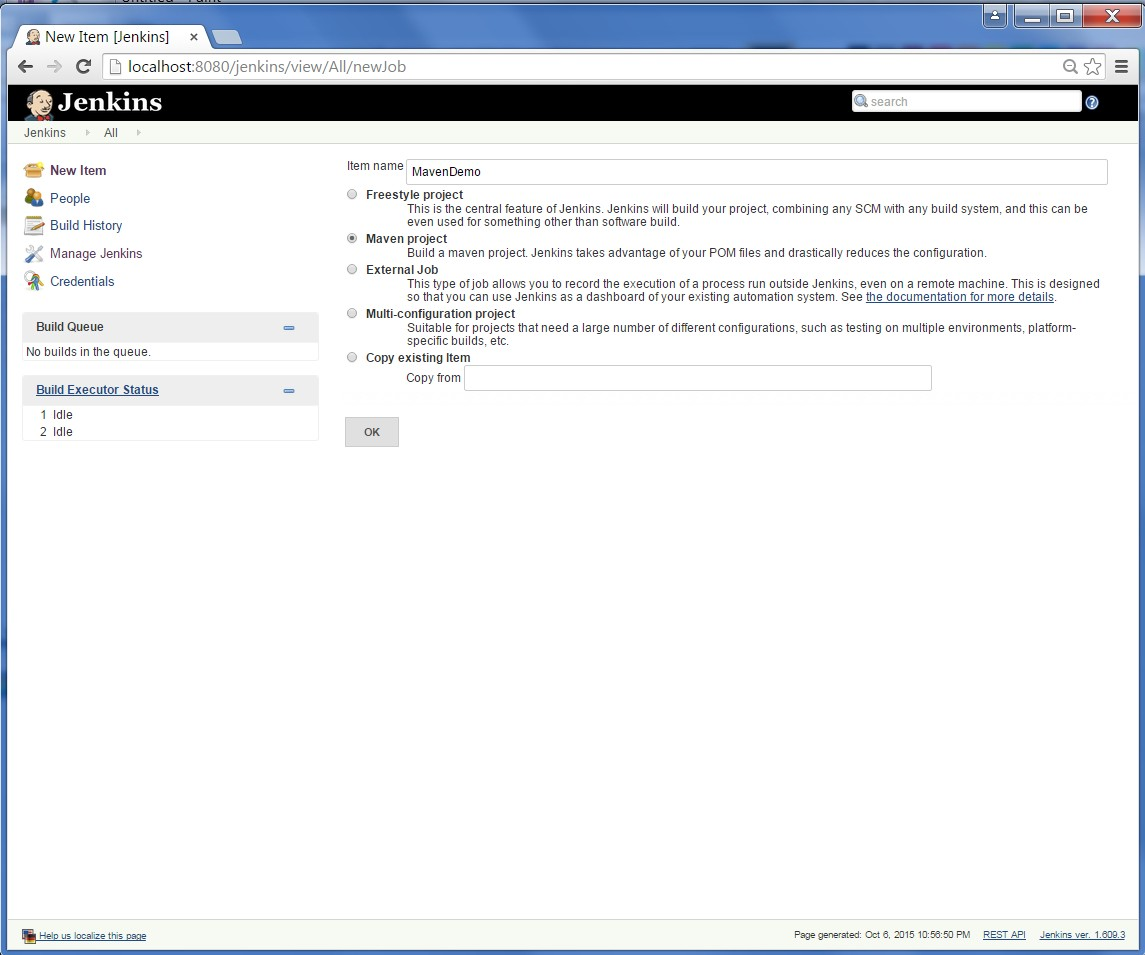 New Item [Jenkins]
localhost:8080/jenkins/view/All/newJob
Jenkins
search
Jenkins
All
New Item
People
Build History
Manage Jenkins
Credentials
Build Queue
No builds in the queue.
Build Executor Status
1 Idle
2 Idle
Item name MavenDemo
Freestyle project
This is the central feature of Jenkins. Jenkins will build your project, combining any SCM with any build system, and this can be
even used for something other than software build.
Maven project
Build a maven project. Jenkins takes advantage of your POM files and drastically reduces the configuration.
External Job
This type of job allows you to record the execution of a process run outside Jenkins, even on a remote machine. This is designed
so that you can use Jenkins as a dashboard of your existing automation system. See the documentation for more details.
Multi-configuration project
Suitable for projects that need a large number of different configurations, such as testing on multiple environments, platform-
specific builds, etc.
Copy existing Item
Copy from
OK
Help us localize this page
Page generated: Oct 6, 2015 10:56:50 PM REST API Jenkins ver. 1.609.3